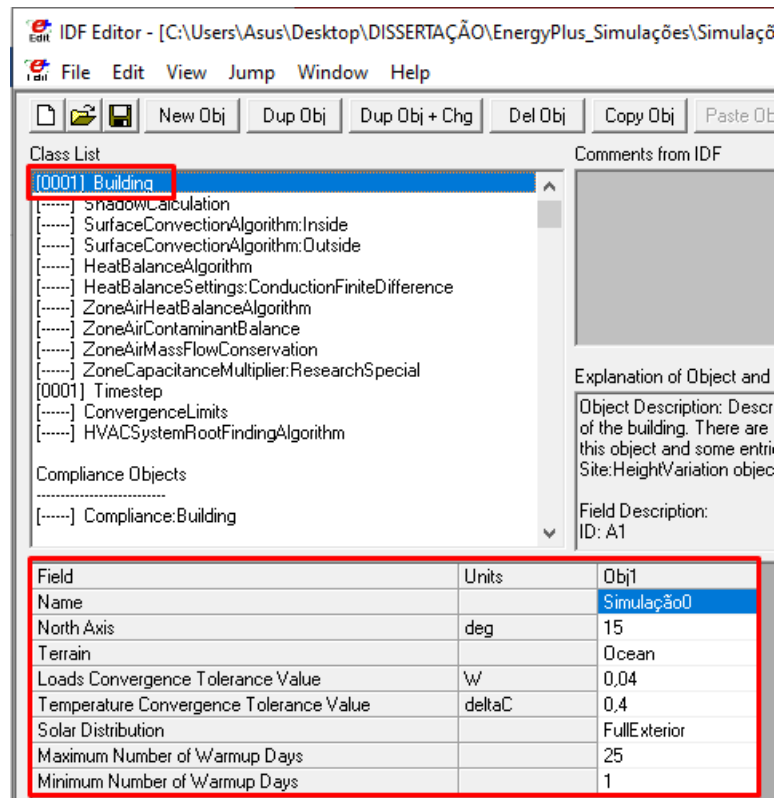 IDF Editor - [C:\Users\Asus\Desktop\DISSERTAÇÃO\EnergyPlus_Simulações\Simulaçõ
File Edit View Jump Window Help
New Obj Dup Obj Dup Obj + Chg Del Obj Copy Obj Paste Ob
Class List
[0001] Building
[------] ShadowCalculation
[------] SurfaceConvectionAlgorithm:Inside
[------] SurfaceConvectionAlgorithm:Outside
[------] HeatBalanceAlgorithm
[------] HeatBalanceSettings:ConductionFiniteDifference
[------] ZoneAirHeatBalanceAlgorithm
[------] ZoneAirContaminantBalance
[------] ZoneAirMassFlowConservation
[------] ZoneCapacitanceMultiplier:ResearchSpecial
[0001] Timestep
[------] ConvergenceLimits
[------] HVACSystemRootFindingAlgorithm
Compliance Objects
--------------------------
[------] Compliance:Building
Comments from IDF
Explanation of Object and
Object Description: Descr
of the building. There are
this object and some entri
Site:HeightVariation objec
Field Description:
ID: A1
Field Units Obj1
Name Simulação0
North Axis deg 15
Terrain Ocean
Loads Convergence Tolerance Value W 0,04
Temperature Convergence Tolerance Value deltaC 0,4
Solar Distribution FullExterior
Maximum Number of Warmup Days 25
Minimum Number of Warmup Days 1